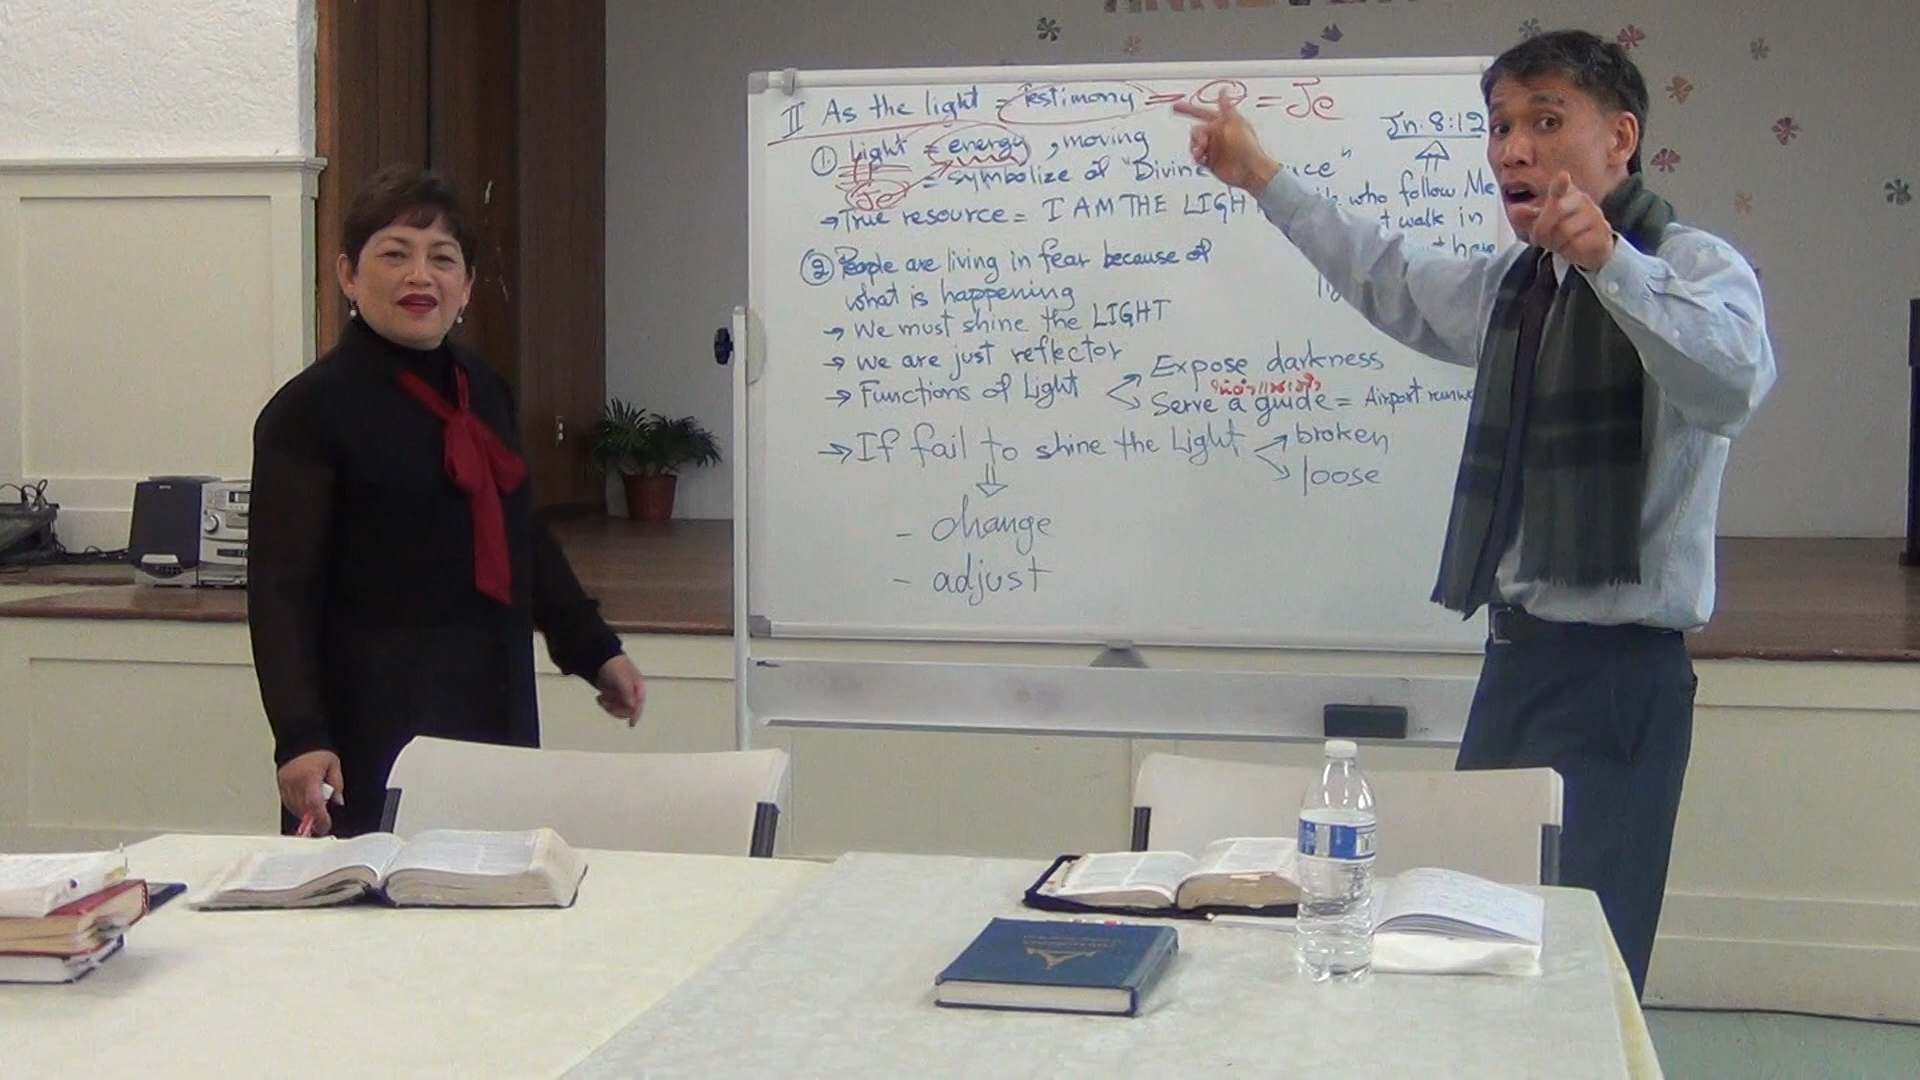 II As the light = Testimony = = Je
Jn. 8:12
① Light = energy, moving
= symbolize of "Divine
→ True resource = I AM THE LIGHT who follow Me
walk in
have
② People are living in fear because of
what is happening
→ We must shine the LIGHT
→ We are just reflector
→ Functions of Light Expose darkness
Serve a guide = Airport
→ If fail to shine the Light broken
loose
- change
- adjust